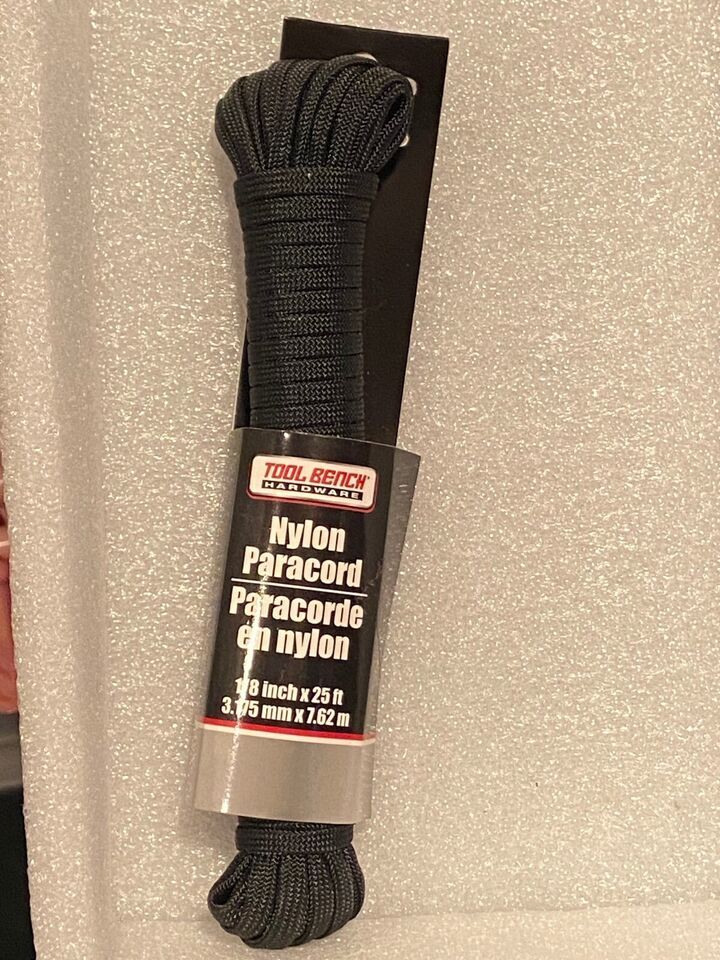 TOOL BENCH
HARDWARE
Nylon
Paracord
Paracorde
en nylon
1/8 inch x 25 ft
3.175 mm x 7.62 m